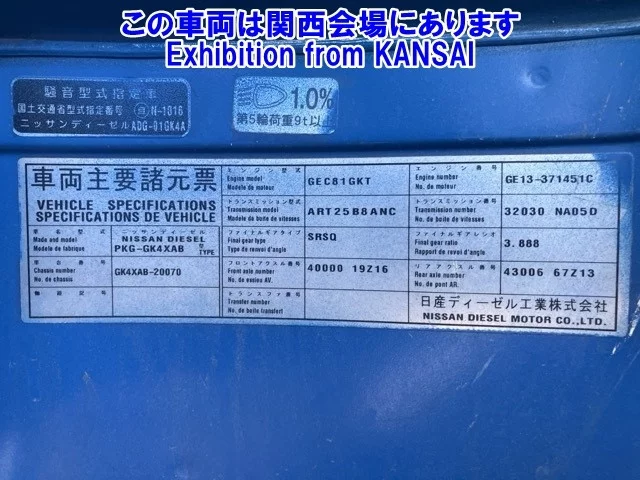 この車両は関西会場にあります
Exhibition from KANSAI
騒音型式指定車
国土交通省型式指定番号 自N-1016
ニッサンディーゼル ADG-01GK4A
1.0%
第5輪荷重9t以上
車両主要諸元票
VEHICLE SPECIFICATIONS
SPECIFICATIONS DE VEHICLE
車名型式
Made and model
Marque de fabrique
ニッサン ディーゼル
NISSAN DIESEL
PKG-GK4XAB 型 TYPE
車台番号
Chassis number
No. de chassis
GK4XAB-20070
エンジン型式
Engine model
Modele de moteur
GEC81GKT
トランスミッション型式
Transmission model
Modele de boite de vitesses
ART25B8ANC
ファイナルギアタイプ
Final gear type
Type de renvoi d'angle
SRSQ
フロントアクスル番号
Front axle number
No. de essieu AV.
40000 19Z16
Transfer number
No. de boite transfert
エンジン番号
Engine number
No. de moteur
GE13-371451C
トランスミッション番号
Transmission number
No. de boite de vitesses
32030 NA05D
ファイナルギアレシオ
Final gear ratio
Rapport de renvoi d'angle
3.888
リアアクスル番号
Rear axle number
No. de pont AR.
43006 67Z13
日産ディーゼル工業株式会社
NISSAN DIESEL MOTOR CO.,LTD.